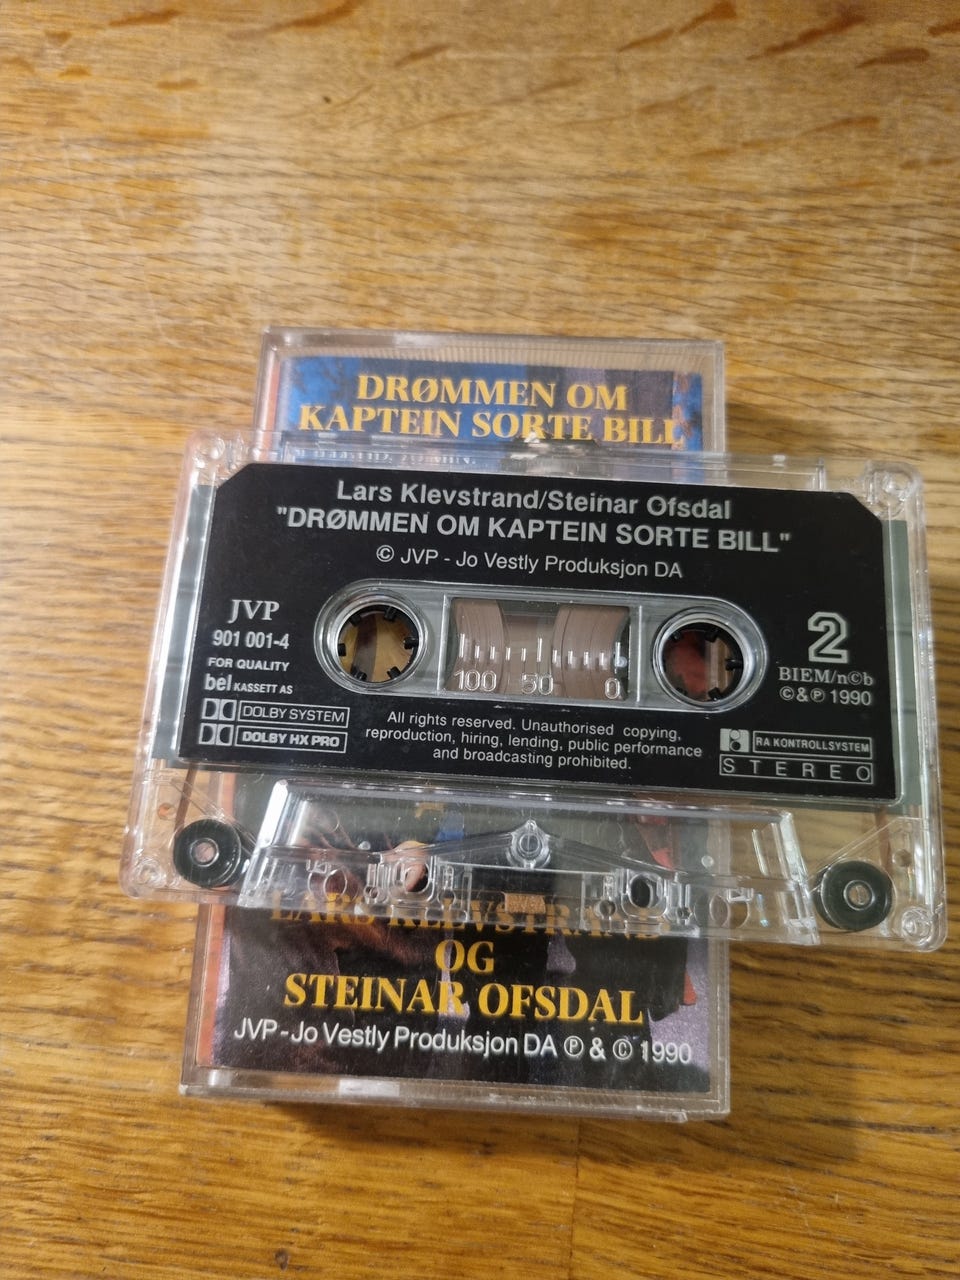 DRØMMEN OM
KAPTEIN SORTE BILL
Lars Klevstrand/Steinar Ofsdal
"DRØMMEN OM KAPTEIN SORTE BILL"
© JVP - Jo Vestly Produksjon DA
JVP
901 001-4
FOR QUALITY
bel KASSETT AS
DOLBY SYSTEM
DOLBY HX PRO
100 50 0
2
BIEM/n©b
©&℗ 1990
All rights reserved. Unauthorised copying,
reproduction, hiring, lending, public performance
and broadcasting prohibited.
RA KONTROLLSYSTEM
STEREO
LARS KLEVSTRAND
OG
STEINAR OFSDAL
JVP - Jo Vestly Produksjon DA ℗ & © 1990